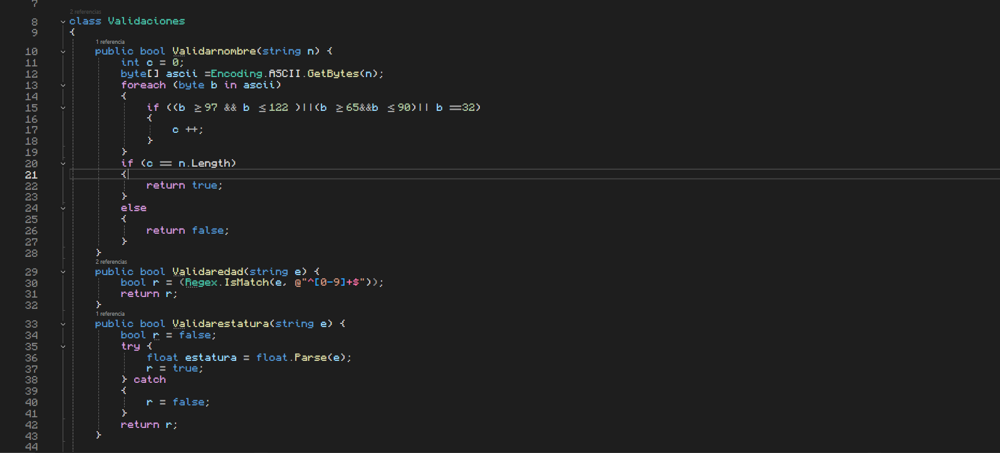 7
2 referencias
8 class Validaciones
9 {
1 referencia
10 public bool Validarnombre(string n) {
11 int c = 0;
12 byte[] ascii =Encoding.ASCII.GetBytes(n);
13 foreach (byte b in ascii)
14 {
15 if ((b ≥97 && b ≤122 )||(b ≥65&&b ≤90)|| b ==32)
16 {
17 c ++;
18 }
19 }
20 if (c == n.Length)
21 {
22 return true;
23 }
24 else
25 {
26 return false;
27 }
28 }
2 referencias
29 public bool Validaredad(string e) {
30 bool r = (Regex.IsMatch(e, @"^[0-9]+$"));
31 return r;
32 }
1 referencia
33 public bool Validarestatura(string e) {
34 bool r = false;
35 try {
36 float estatura = float.Parse(e);
37 r = true;
38 } catch
39 {
40 r = false;
41 }
42 return r;
43 }
44